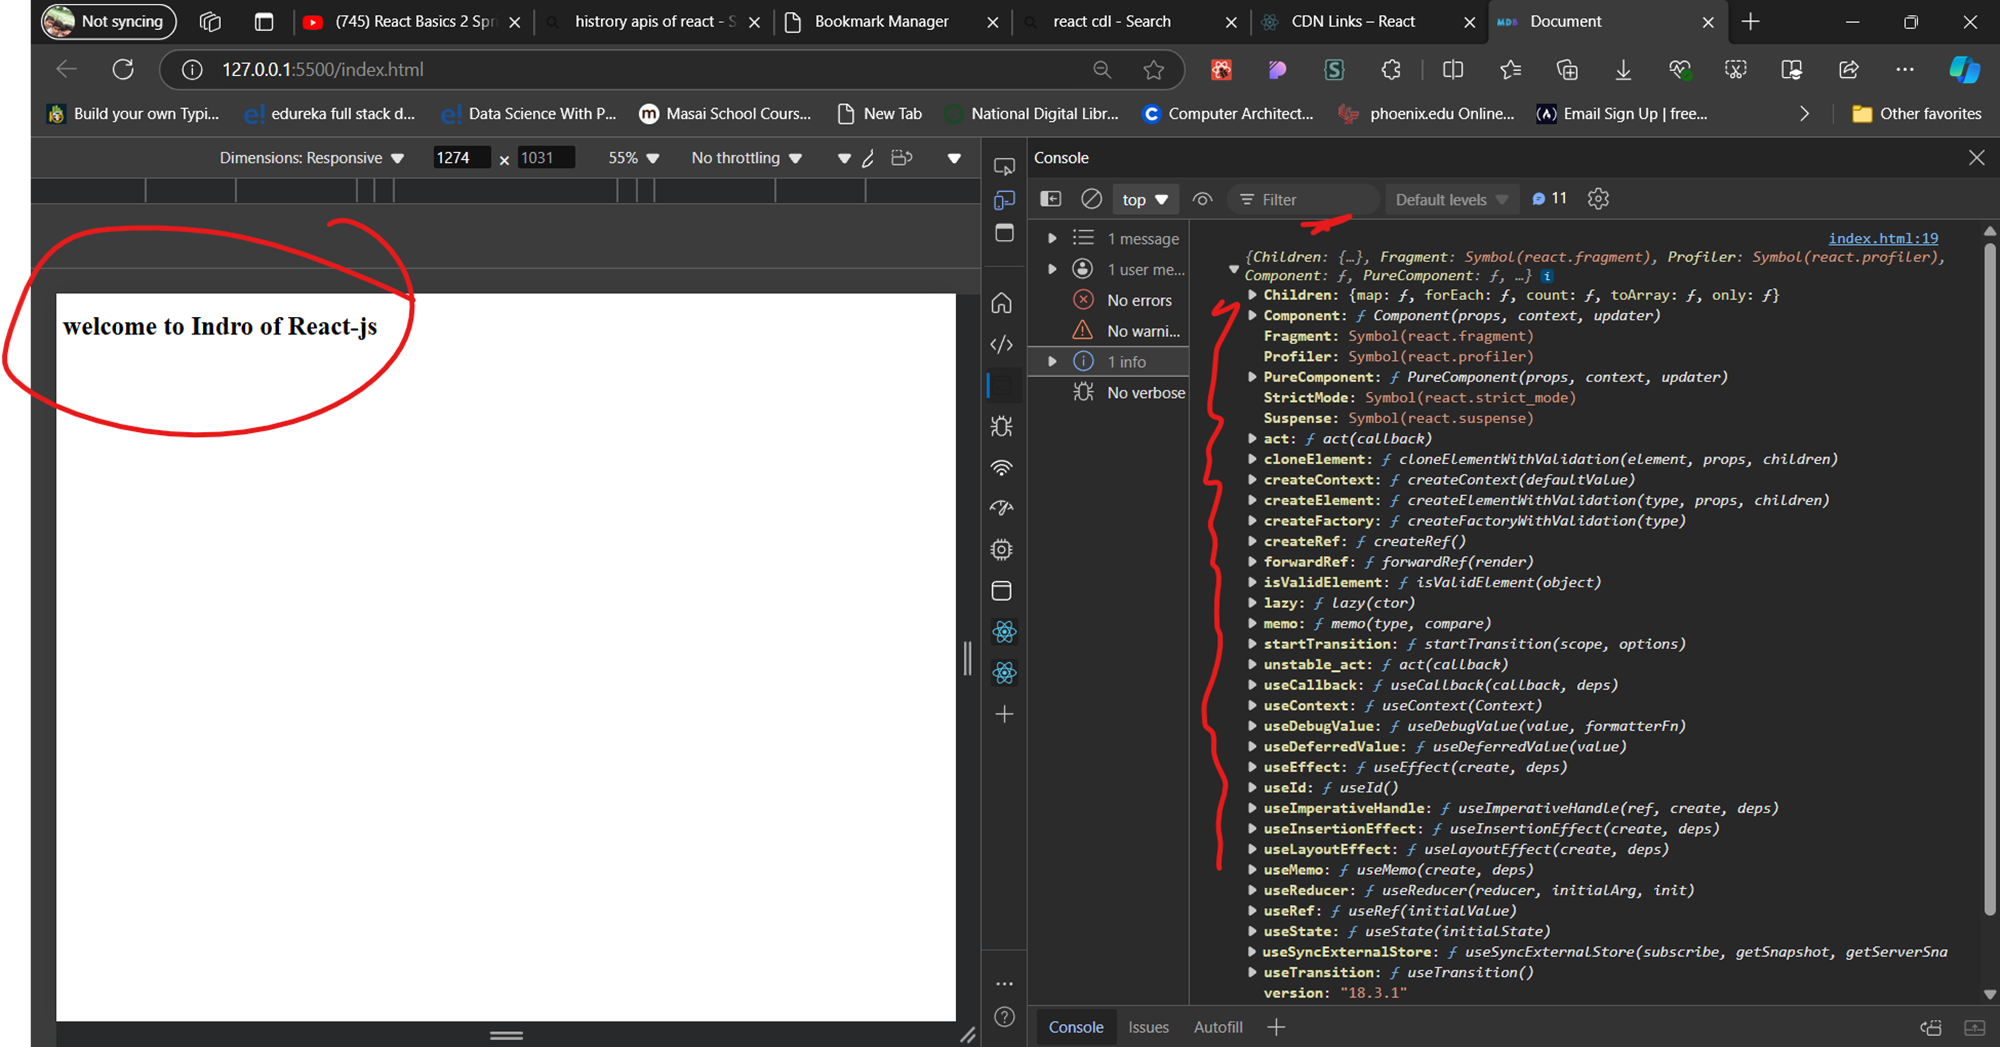 Not syncing
(745) React Basics 2 Spri
histrory apis of react - S
Bookmark Manager
react cdl - Search
CDN Links – React
MDB Document
127.0.0.1:5500/index.html
Build your own Typi...
edureka full stack d...
Data Science With P...
Masai School Cours...
New Tab
National Digital Libr...
Computer Architect...
phoenix.edu Online...
Email Sign Up | free...
Other favorites
Dimensions: Responsive
1274 × 1031
55%
No throttling
Console
top
Filter
Default levels
11
1 message
1 user me...
No errors
No warni...
1 info
No verbose
welcome to Indro of React-js
index.html:19
{Children: {…}, Fragment: Symbol(react.fragment), Profiler: Symbol(react.profiler),
Component: ƒ, PureComponent: ƒ, …} i
Children: {map: ƒ, forEach: ƒ, count: ƒ, toArray: ƒ, only: ƒ}
Component: ƒ Component(props, context, updater)
Fragment: Symbol(react.fragment)
Profiler: Symbol(react.profiler)
PureComponent: ƒ PureComponent(props, context, updater)
StrictMode: Symbol(react.strict_mode)
Suspense: Symbol(react.suspense)
act: ƒ act(callback)
cloneElement: ƒ cloneElementWithValidation(element, props, children)
createContext: ƒ createContext(defaultValue)
createElement: ƒ createElementWithValidation(type, props, children)
createFactory: ƒ createFactoryWithValidation(type)
createRef: ƒ createRef()
forwardRef: ƒ forwardRef(render)
isValidElement: ƒ isValidElement(object)
lazy: ƒ lazy(ctor)
memo: ƒ memo(type, compare)
startTransition: ƒ startTransition(scope, options)
unstable_act: ƒ act(callback)
useCallback: ƒ useCallback(callback, deps)
useContext: ƒ useContext(Context)
useDebugValue: ƒ useDebugValue(value, formatterFn)
useDeferredValue: ƒ useDeferredValue(value)
useEffect: ƒ useEffect(create, deps)
useId: ƒ useId()
useImperativeHandle: ƒ useImperativeHandle(ref, create, deps)
useInsertionEffect: ƒ useInsertionEffect(create, deps)
useLayoutEffect: ƒ useLayoutEffect(create, deps)
useMemo: ƒ useMemo(create, deps)
useReducer: ƒ useReducer(reducer, initialArg, init)
useRef: ƒ useRef(initialValue)
useState: ƒ useState(initialState)
useSyncExternalStore: ƒ useSyncExternalStore(subscribe, getSnapshot, getServerSna
useTransition: ƒ useTransition()
version: "18.3.1"
Console
Issues
Autofill